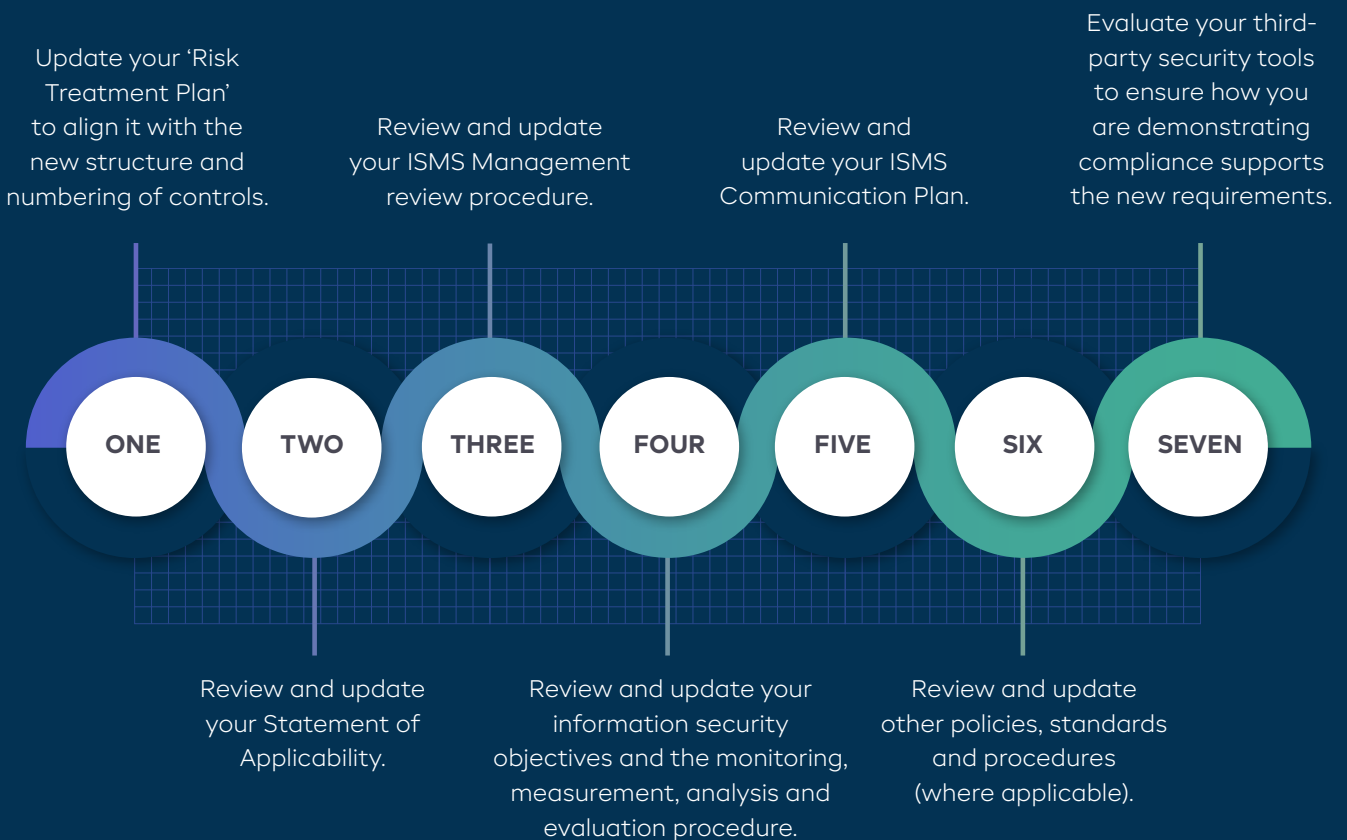 Update your ‘Risk
Treatment Plan’
to align it with the
new structure and
numbering of controls.
Review and update
your ISMS Management
review procedure.
Review and
update your ISMS
Communication Plan.
Evaluate your third-
party security tools
to ensure how you
are demonstrating
compliance supports
the new requirements.
ONE
TWO
THREE
FOUR
FIVE
SIX
SEVEN
Review and update
your Statement of
Applicability.
Review and update your
information security
objectives and the monitoring,
measurement, analysis and
evaluation procedure.
Review and update
other policies, standards
and procedures
(where applicable).